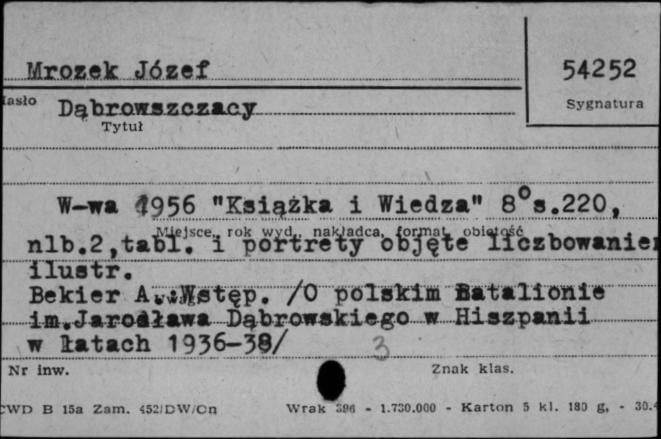 Mrozek Józef
54252
Hasło
Sygnatura
Dąbrowszczacy
Tytuł
W-wa 1956 "Książka i Wiedza" 8° s.220,
Miejsce, rok wyd., nakładca, format, objętość
nlb.2,tabl. i portrety objęte liczbowaniem
ilustr.
Bekier A.:Wstęp. /O polskim Batalionie
Uwagi
im.Jarosława Dąbrowskiego w Hiszpanii
w latach 1936-38/
3
Nr inw.
Znak klas.
CWD B 15a Zam. 452/DW/Cn
Wrak 396 - 1.730.000 - Karton 5 kl. 180 g, - 30.4